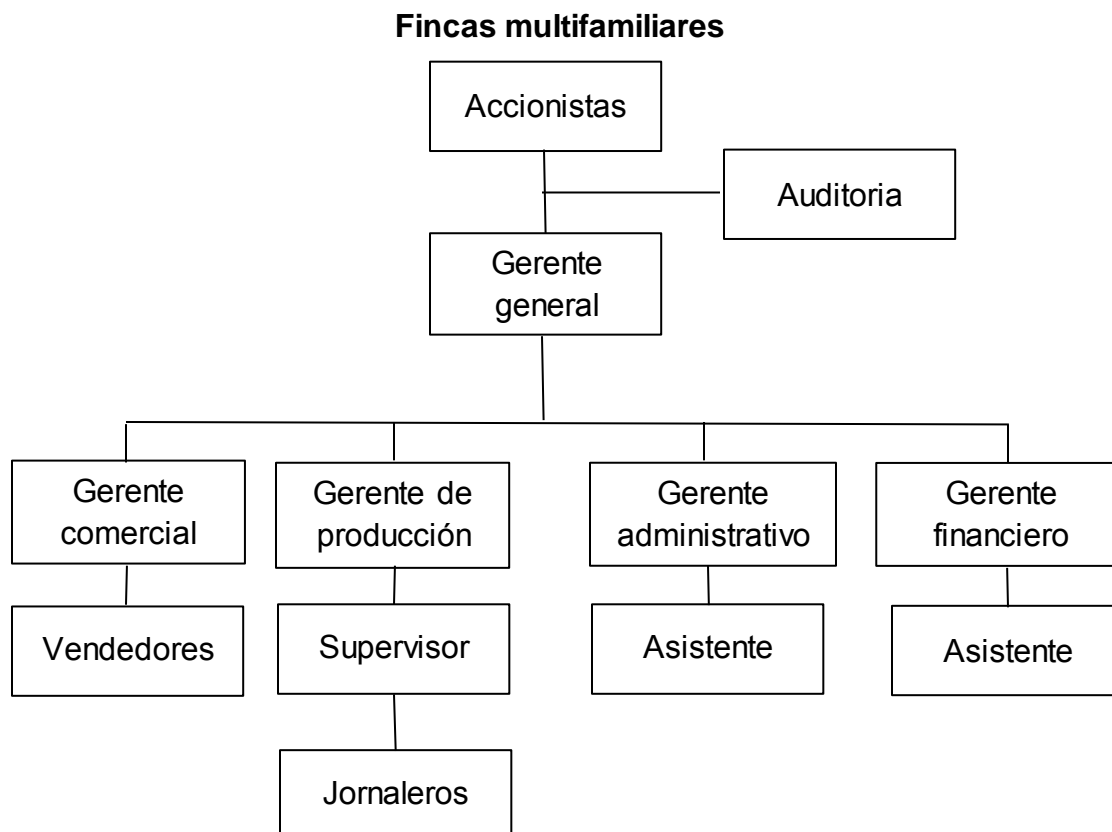 Fincas multifamiliares
Accionistas
Auditoria
Gerente
general
Gerente
comercial
Gerente de
producción
Gerente
administrativo
Gerente
financiero
Vendedores
Supervisor
Asistente
Asistente
Jornaleros